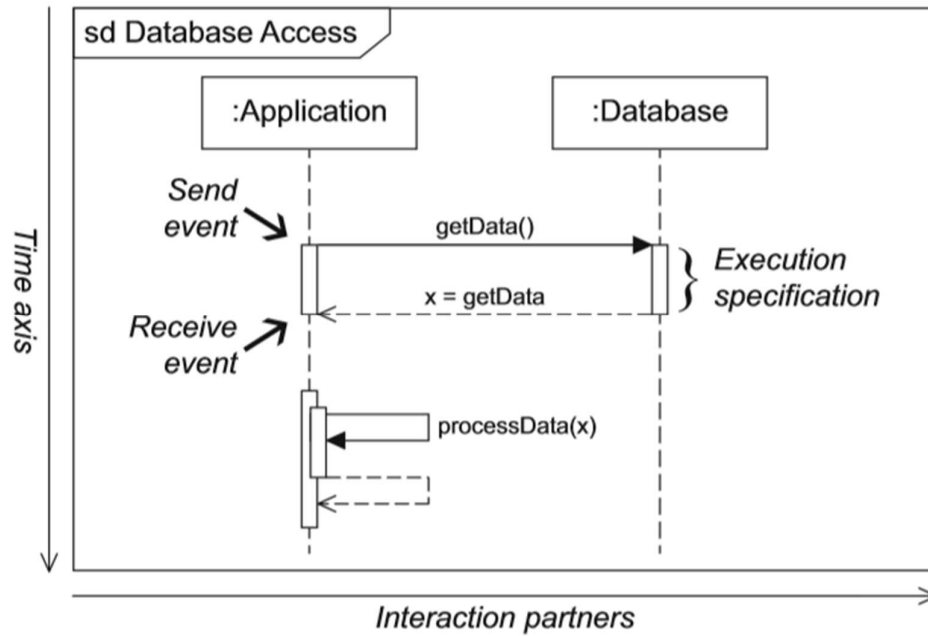 sd Database Access
:Application
:Database
Send
event
getData()
Execution
specification
x = getData
Receive
event
Time axis
processData(x)
Interaction partners